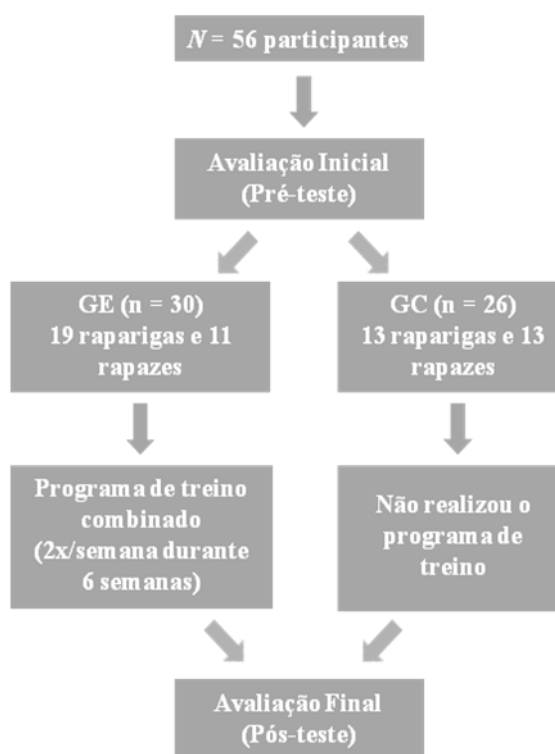 N = 56 participantes
Avaliação Inicial
(Pré-teste)
GE (n = 30)
19 raparigas e 11
rapazes
GC (n = 26)
13 raparigas e 13
rapazes
Programa de treino
combinado
(2x/semana durante
6 semanas)
Não realizou o
programa de
treino
Avaliação Final
(Pós-teste)